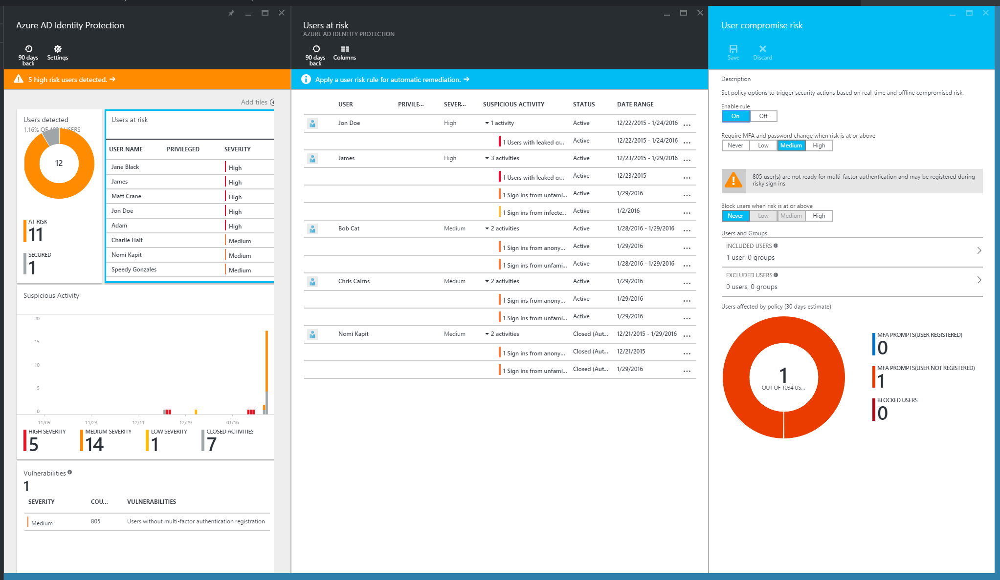 Azure AD Identity Protection
90 days back
Settings
5 high risk users detected. →
Add tiles
Users detected
1.16% OF 1034 USERS
12
AT RISK
11
SECURED
1
Users at risk
USER NAME PRIVILEGED SEVERITY
Jane Black High
James High
Matt Crane High
Jon Doe High
Adam High
Charlie Half Medium
Nomi Kapit Medium
Speedy Gonzales Medium
Suspicious Activity
20
15
10
5
0
11/05 11/23 12/11 12/29 01/16
HIGH SEVERITY
5
MEDIUM SEVERITY
14
LOW SEVERITY
1
CLOSED ACTIVITIES
7
Vulnerabilities
1
SEVERITY COU... VULNERABILITIES
Medium 805 Users without multi-factor authentication registration
Users at risk
AZURE AD IDENTITY PROTECTION
90 days back
Columns
Apply a user risk rule for automatic remediation. →
USER PRIVILE... SEVER... SUSPICIOUS ACTIVITY STATUS DATE RANGE
Jon Doe High 1 activity Active 12/22/2015 - 1/24/2016 ...
1 Users with leaked cr... Active 12/22/2015 - 1/24/2016 ...
James High 3 activities Active 12/23/2015 - 1/29/2016 ...
1 Users with leaked cr... Active 12/23/2015 ...
1 Sign ins from unfami... Active 1/29/2016 ...
1 Sign ins from infecte... Active 1/2/2016 ...
Bob Cat Medium 2 activities Active 1/28/2016 - 1/29/2016 ...
1 Sign ins from anony... Active 1/29/2016 ...
1 Sign ins from unfami... Active 1/28/2016 - 1/29/2016 ...
Chris Cairns Medium 2 activities Active 1/29/2016 ...
1 Sign ins from anony... Active 1/29/2016 ...
1 Sign ins from unfami... Active 1/29/2016 ...
Nomi Kapit Medium 2 activities Closed (Aut... 12/21/2015 - 1/29/2016 ...
1 Sign ins from anony... Closed (Aut... 12/21/2015 ...
1 Sign ins from unfami... Closed (Aut... 1/29/2016 ...
User compromise risk
Save
Discard
Description
Set policy options to trigger security actions based on real-time and offline compromised risk.
Enable rule
On Off
Require MFA and password change when risk is at or above
Never Low Medium High
805 user(s) are not ready for multi-factor authentication and may be registered during
risky sign ins
Block users when risk is at or above
Never Low Medium High
Users and Groups
INCLUDED USERS
1 user, 0 groups
EXCLUDED USERS
0 users, 0 groups
Users affected by policy (30 days estimate)
1
OUT OF 1034 US...
MFA PROMPTS(USER REGISTERED)
0
MFA PROMPTS(USER NOT REGISTERED)
1
BLOCKED USERS
0